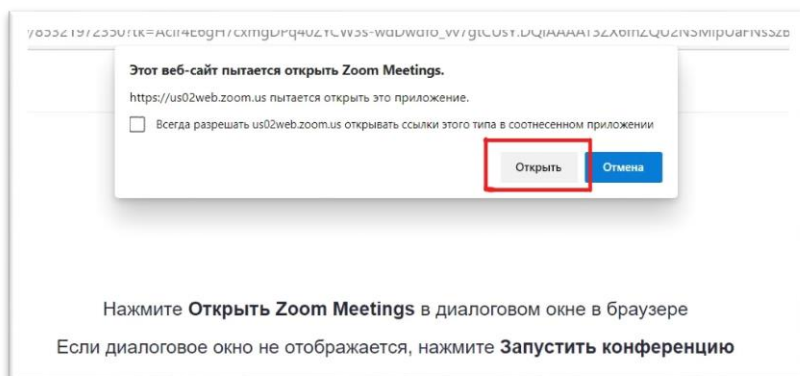 Этот веб-сайт пытается открыть Zoom Meetings.
https://us02web.zoom.us пытается открыть это приложение.
Всегда разрешать us02web.zoom.us открывать ссылки этого типа в соотнесенном приложении
Открыть Отмена
Нажмите Открыть Zoom Meetings в диалоговом окне в браузере
Если диалоговое окно не отображается, нажмите Запустить конференцию